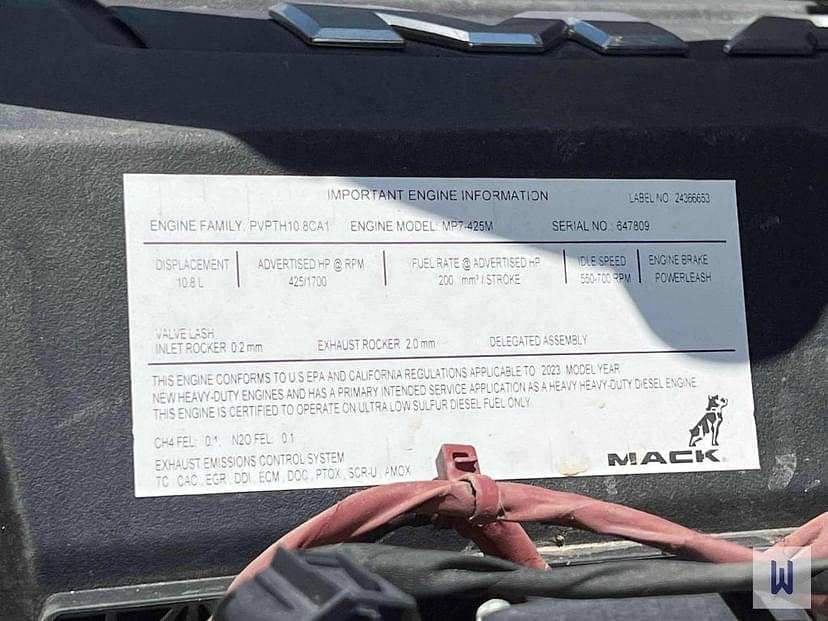 IMPORTANT ENGINE INFORMATION LABEL NO. 24366653
ENGINE FAMILY: PVPTH10.8CA1 ENGINE MODEL: MP7-425M SERIAL NO.: 647809
DISPLACEMENT ADVERTISED HP @ RPM FUEL RATE @ ADVERTISED HP IDLE SPEED ENGINE BRAKE
10.8 L 425/1700 200 mm³ / STROKE 550-700 RPM POWERLEASH
VALVE LASH
INLET ROCKER 0.2 mm EXHAUST ROCKER 2.0 mm DELEGATED ASSEMBLY
THIS ENGINE CONFORMS TO U.S EPA AND CALIFORNIA REGULATIONS APPLICABLE TO 2023 MODEL YEAR
NEW HEAVY-DUTY ENGINES AND HAS A PRIMARY INTENDED SERVICE APPLICATION AS A HEAVY HEAVY-DUTY DIESEL ENGINE.
THIS ENGINE IS CERTIFIED TO OPERATE ON ULTRA LOW SULFUR DIESEL FUEL ONLY.
CH4 FEL: 0.1, N2O FEL: 0.1
EXHAUST EMISSIONS CONTROL SYSTEM
TC, CAC, EGR, DDI, ECM, DOC, PTOX, SCR-U, AMOX
MACK
W